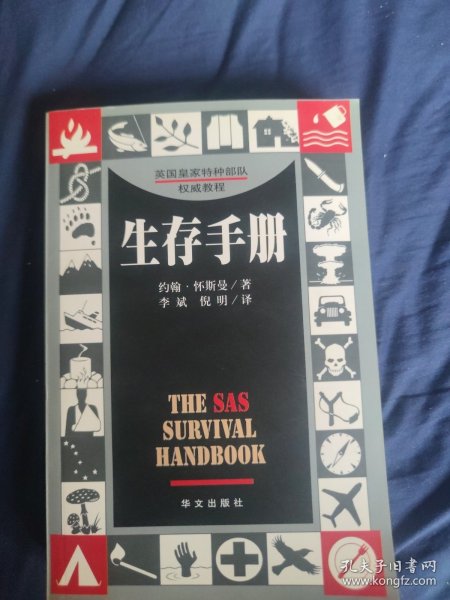 英国皇家特种部队
权威教程
生存手册
约翰·怀斯曼/著
李斌 倪明/译
THE SAS
SURVIVAL
HANDBOOK
华文出版社
孔夫子旧书网
www.kongfz.com